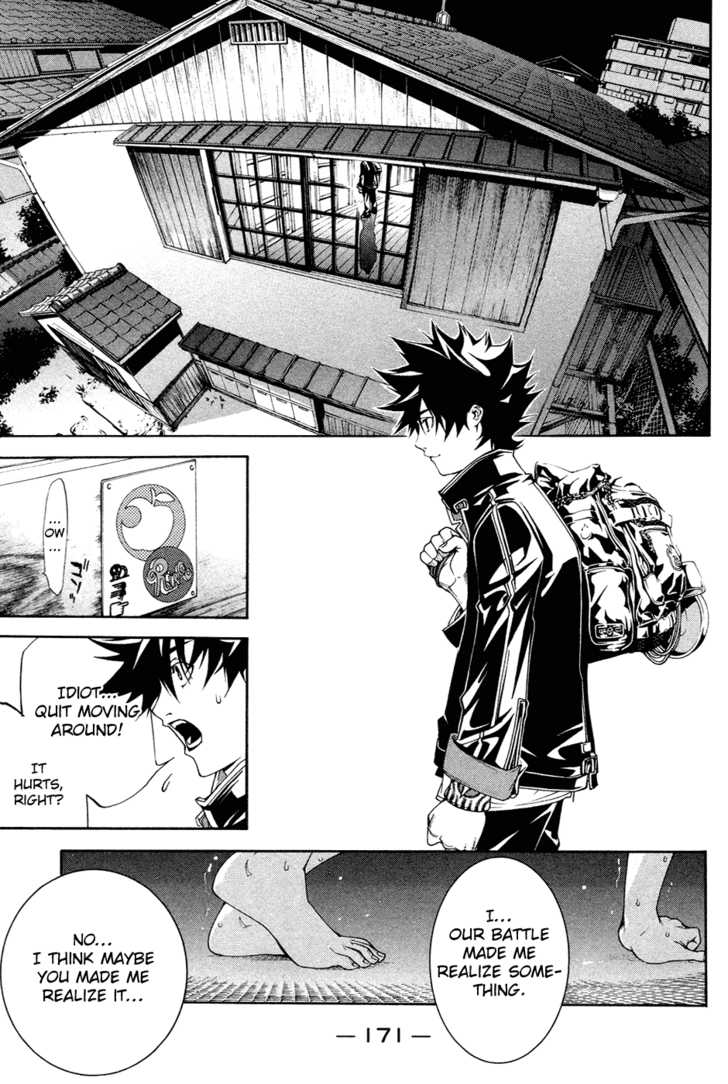 ...
OW
...
IDIOT...
QUIT MOVING
AROUND!
IT
HURTS,
RIGHT?
I...
OUR BATTLE
MADE ME
REALIZE SOME-
THING.
NO...
I THINK MAYBE
YOU MADE ME
REALIZE IT...
— 171 —